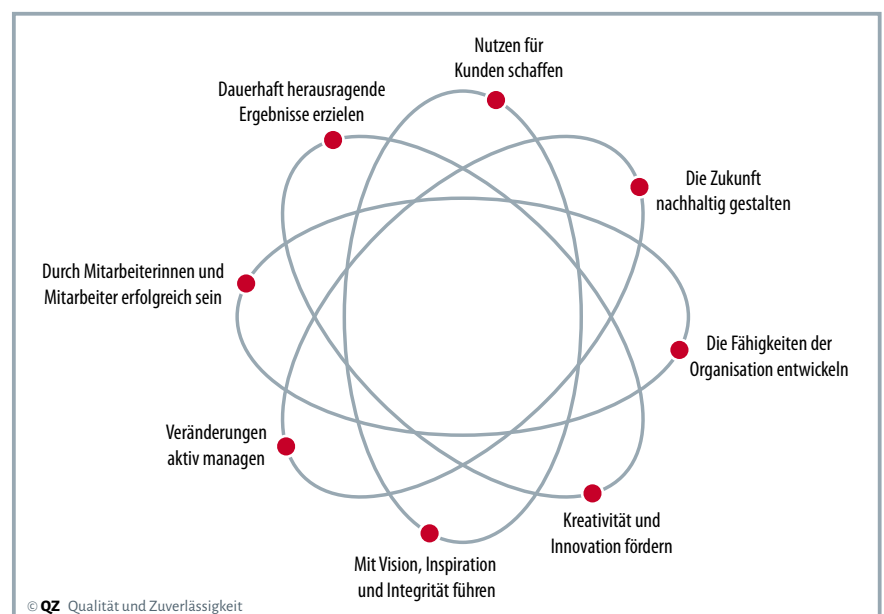 Nutzen für
Kunden schaffen
Die Zukunft
nachhaltig gestalten
Die Fähigkeiten der
Organisation entwickeln
Kreativität und
Innovation fördern
Mit Vision, Inspiration
und Integrität führen
Veränderungen
aktiv managen
Durch Mitarbeiterinnen und
Mitarbeiter erfolgreich sein
Dauerhaft herausragende
Ergebnisse erzielen
© QZ Qualität und Zuverlässigkeit